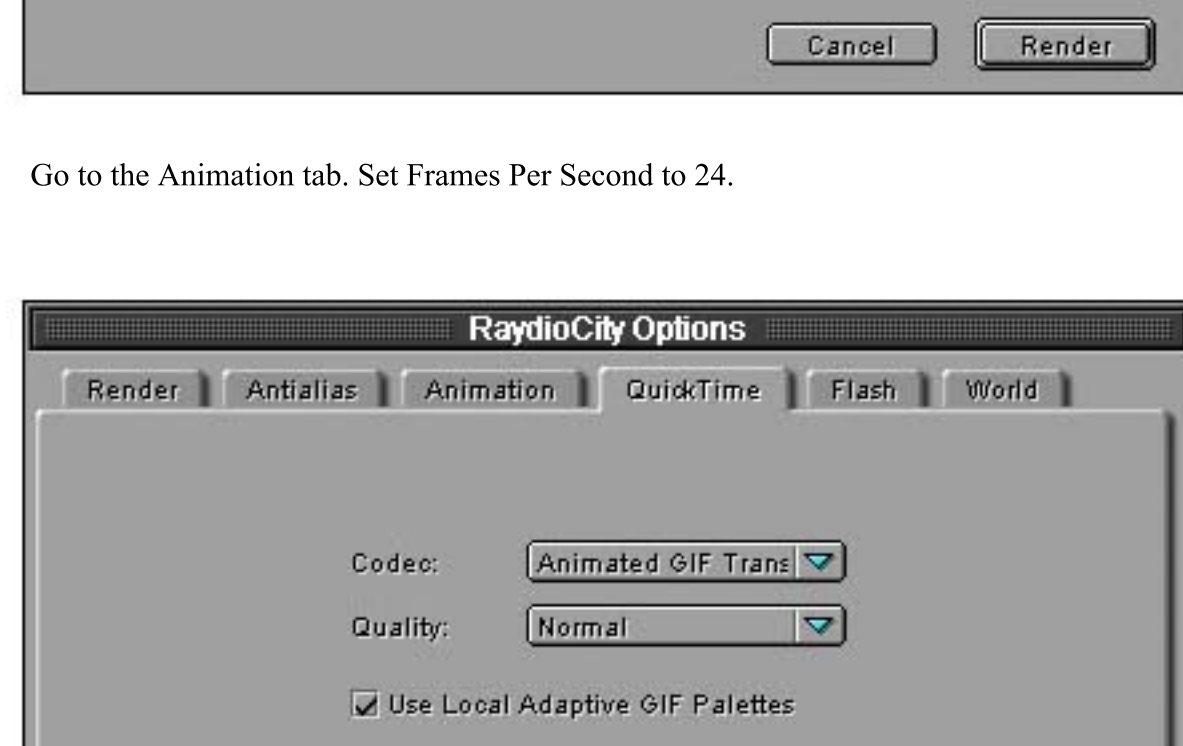 Cancel Render
Go to the Animation tab. Set Frames Per Second to 24.
RaydioCity Options
Render Antialias Animation QuickTime Flash World
Codec: Animated GIF Trans
Quality: Normal
Use Local Adaptive GIF Palettes